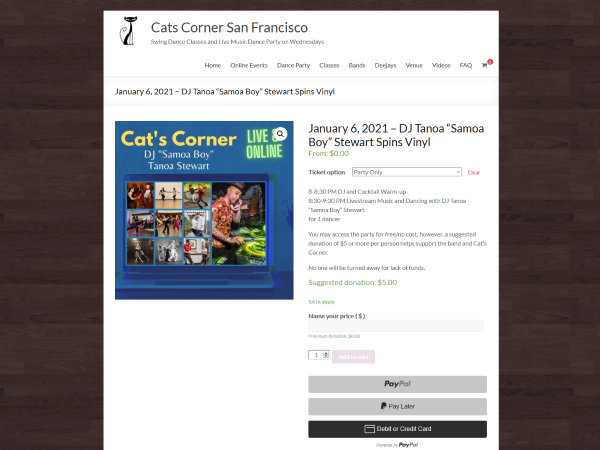 Cats Corner San Francisco
Swing Dance Classes and Live Music Dance Party on Wednesdays
Home Online Events Dance Party Classes Bands Deejays Venue Videos FAQ 0
January 6, 2021 – DJ Tanoa “Samoa Boy” Stewart Spins Vinyl
Cat's Corner
LIVE &
ONLINE
DJ "Samoa Boy"
Tanoa Stewart
January 6, 2021 – DJ Tanoa “Samoa
Boy” Stewart Spins Vinyl
From: $0.00
Ticket option Party Only Clear
8-8:30 PM DJ and Cocktail Warm-up
8:30-9:30 PM Livestream Music and Dancing with DJ Tanoa
“Samoa Boy” Stewart
for 1 dancer
You may access the party for free/no cost, however, a suggested
donation of $5 or more per person helps support the band and Cat’s
Corner.
No one will be turned away for lack of funds.
Suggested donation: $5.00
54 in stock
Name your price ( $ )
Minimum donation: $0.00
1 Add to cart
PayPal
Pay Later
Debit or Credit Card
Powered by PayPal